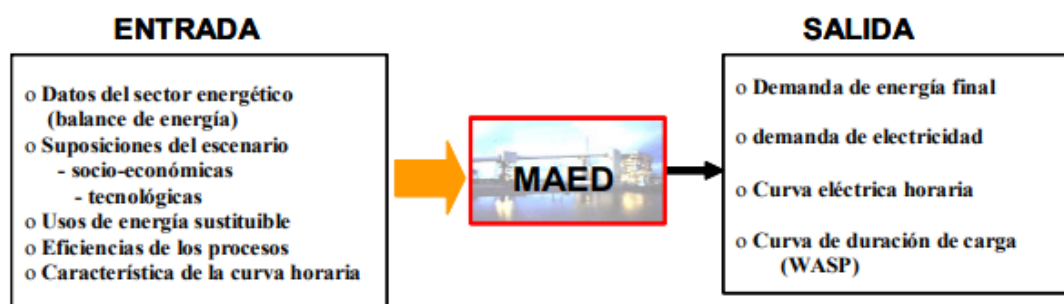 ENTRADA
o Datos del sector energético
(balance de energía)
o Suposiciones del escenario
- socio-económicas
- tecnológicas
o Usos de energía sustituible
o Eficiencias de los procesos
o Característica de la curva horaria
MAED
SALIDA
o Demanda de energía final
o demanda de electricidad
o Curva eléctrica horaria
o Curva de duración de carga
(WASP)